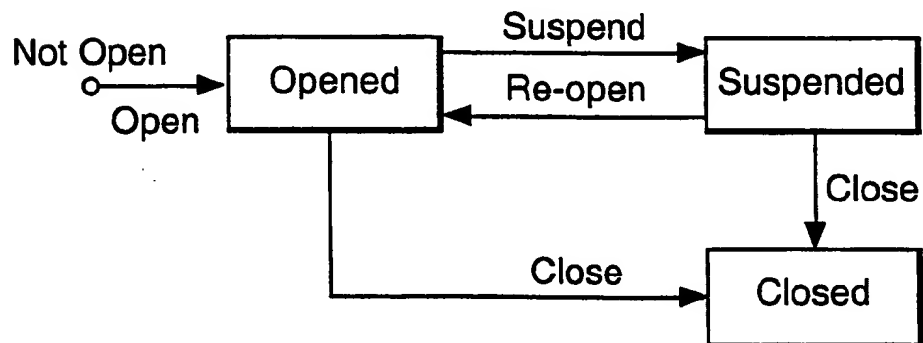 Not Open
Open
Opened
Suspend
Re-open
Suspended
Close
Close
Closed